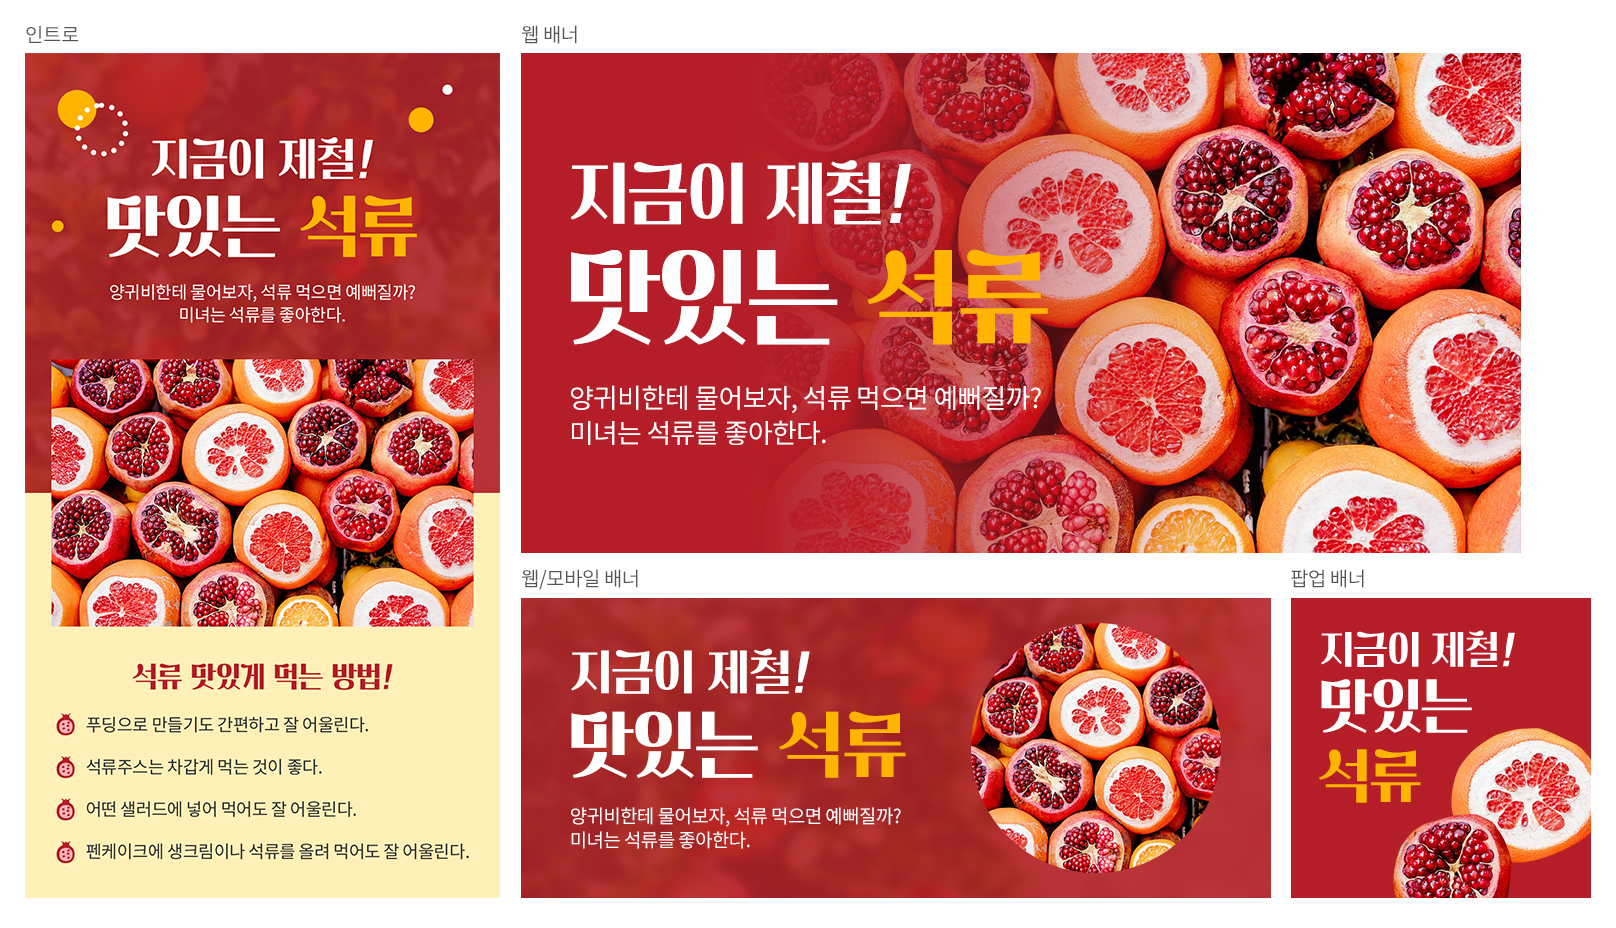 인트로
지금이 제철!
맛있는 석류
양귀비한테 물어보자, 석류 먹으면 예뻐질까?
미녀는 석류를 좋아한다.
석류 맛있게 먹는 방법!
푸딩으로 만들기도 간편하고 잘 어울린다.
석류주스는 차갑게 먹는 것이 좋다.
어떤 샐러드에 넣어 먹어도 잘 어울린다.
펜케이크에 생크림이나 석류를 올려 먹어도 잘 어울린다.
웹 배너
지금이 제철!
맛있는 석류
양귀비한테 물어보자, 석류 먹으면 예뻐질까?
미녀는 석류를 좋아한다.
웹/모바일 배너
지금이 제철!
맛있는 석류
양귀비한테 물어보자, 석류 먹으면 예뻐질까?
미녀는 석류를 좋아한다.
팝업 배너
지금이 제철!
맛있는
석류